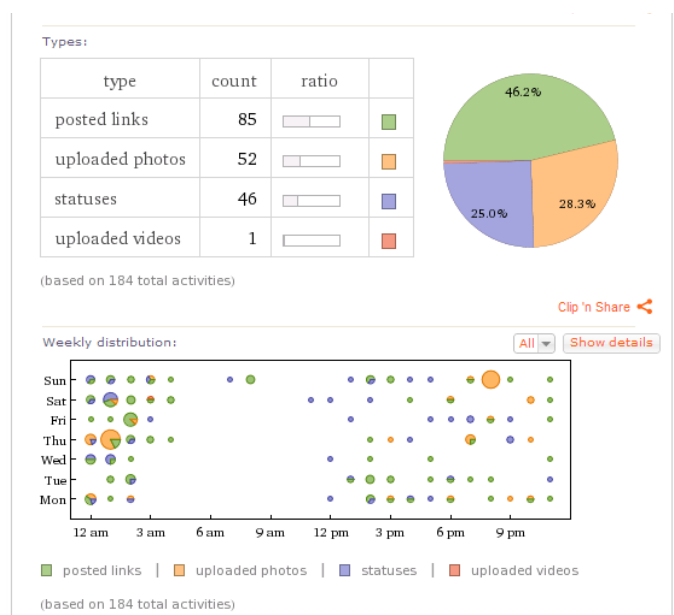 Types:
type count ratio
posted links 85
uploaded photos 52
statuses 46
uploaded videos 1
46.2%
28.3%
25.0%
(based on 184 total activities)
Clip 'n Share
Weekly distribution:
All Show details
Sun
Sat
Fri
Thu
Wed
Tue
Mon
12 am 3 am 6 am 9 am 12 pm 3 pm 6 pm 9 pm
posted links | uploaded photos | statuses | uploaded videos
(based on 184 total activities)